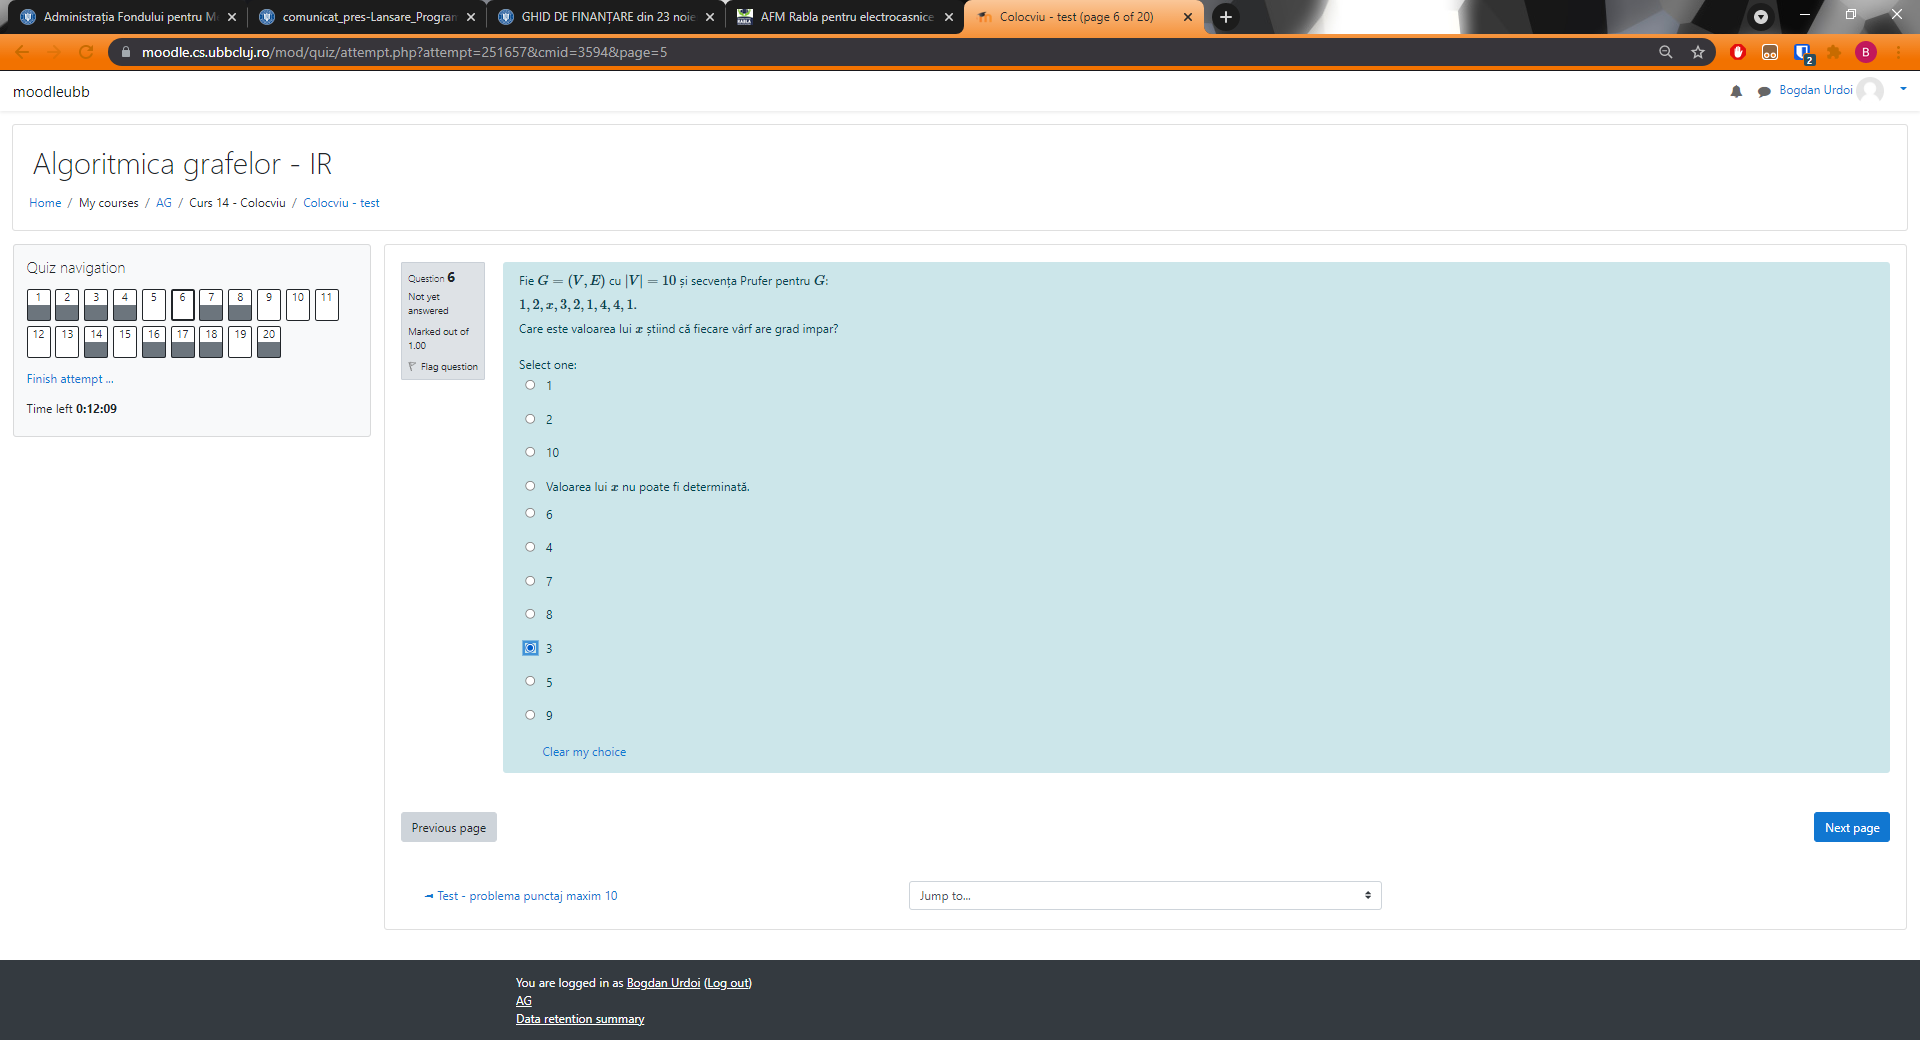 Administrația Fondului pentru M
comunicat_pres-Lansare_Program
GHID DE FINANȚARE din 23 noie
AFM Rabla pentru electrocasnice
Colocviu - test (page 6 of 20)
moodle.cs.ubbcluj.ro/mod/quiz/attempt.php?attempt=251657&cmid=3594&page=5
2
B
moodleubb
Bogdan Urdoi
Algoritmica grafelor - IR
Home / My courses / AG / Curs 14 - Colocviu / Colocviu - test
Quiz navigation
1 2 3 4 5 6 7 8 9 10 11
12 13 14 15 16 17 18 19 20
Finish attempt ...
Time left 0:12:09
Question 6
Not yet
answered
Marked out of
1.00
Flag question
Fie G = (V, E) cu |V| = 10 și secvența Prufer pentru G:
1, 2, x, 3, 2, 1, 4, 4, 1.
Care este valoarea lui x știind că fiecare vârf are grad impar?
Select one:
1
2
10
Valoarea lui x nu poate fi determinată.
6
4
7
8
3
5
9
Clear my choice
Previous page
Next page
◄ Test - problema punctaj maxim 10
Jump to...
You are logged in as Bogdan Urdoi (Log out)
AG
Data retention summary